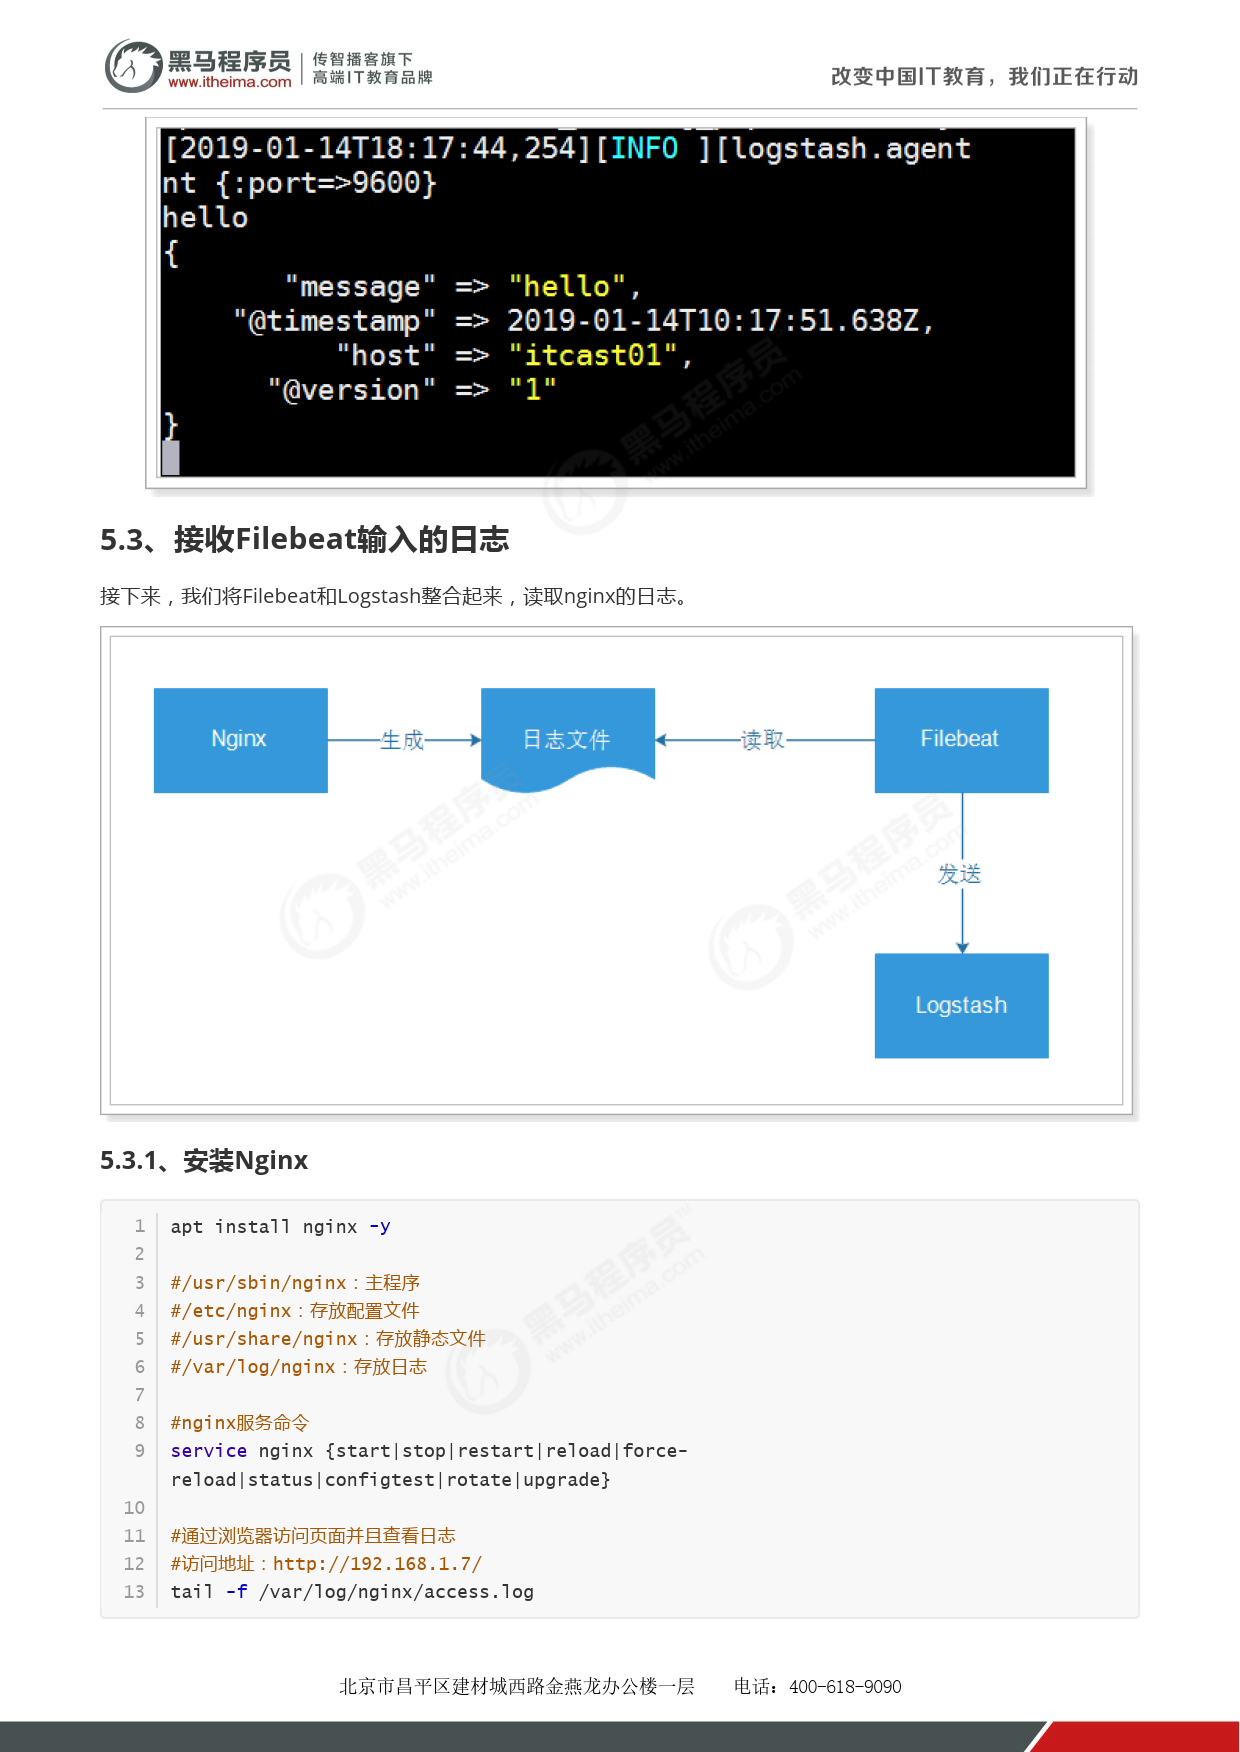 黑马程序员
www.itheima.com
传智播客旗下
高端IT教育品牌
改变中国IT教育，我们正在行动
[2019-01-14T18:17:44,254][INFO ][logstash.agent
nt {:port=>9600}
hello
{
"message" => "hello",
"@timestamp" => 2019-01-14T10:17:51.638Z,
"host" => "itcast01",
"@version" => "1"
}
5.3、接收Filebeat输入的日志
接下来，我们将Filebeat和Logstash整合起来，读取nginx的日志。
Nginx
生成
日志文件
读取
Filebeat
发送
Logstash
5.3.1、安装Nginx
1 apt install nginx -y
2
3 #/usr/sbin/nginx：主程序
4 #/etc/nginx：存放配置文件
5 #/usr/share/nginx：存放静态文件
6 #/var/log/nginx：存放日志
7
8 #nginx服务命令
9 service nginx {start|stop|restart|reload|force-
reload|status|configtest|rotate|upgrade}
10
11 #通过浏览器访问页面并且查看日志
12 #访问地址：http://192.168.1.7/
13 tail -f /var/log/nginx/access.log
北京市昌平区建材城西路金燕龙办公楼一层 电话：400-618-9090